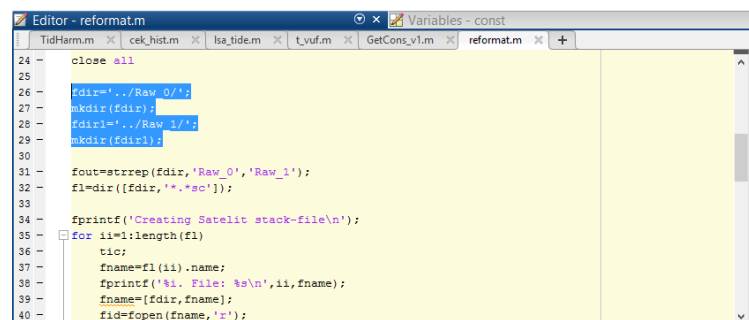 Editor - reformat.m Variables - const
TidHarm.m cek_hist.m lsa_tide.m t_vuf.m GetCons_v1.m reformat.m
24 - close all
25
26 - fdir='../Raw_0/';
27 - mkdir(fdir);
28 - fdir1='../Raw_1/';
29 - mkdir(fdir1);
30
31 - fout=strrep(fdir,'Raw_0','Raw_1');
32 - fl=dir([fdir,'*.*sc']);
33
34 - fprintf('Creating Satelit stack-file\n');
35 - for ii=1:length(fl)
36 - tic;
37 - fname=fl(ii).name;
38 - fprintf('%i. File: %s\n',ii,fname);
39 - fname=[fdir,fname];
40 - fid=fopen(fname,'r');